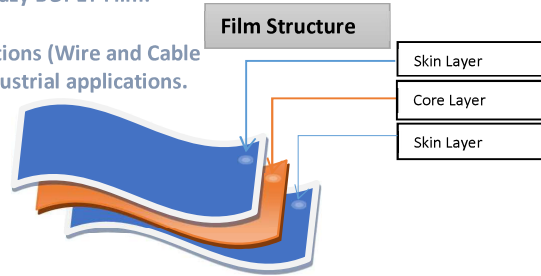 Film Structure
tions (Wire and Cable
ustrial applications.
Skin Layer
Core Layer
Skin Layer